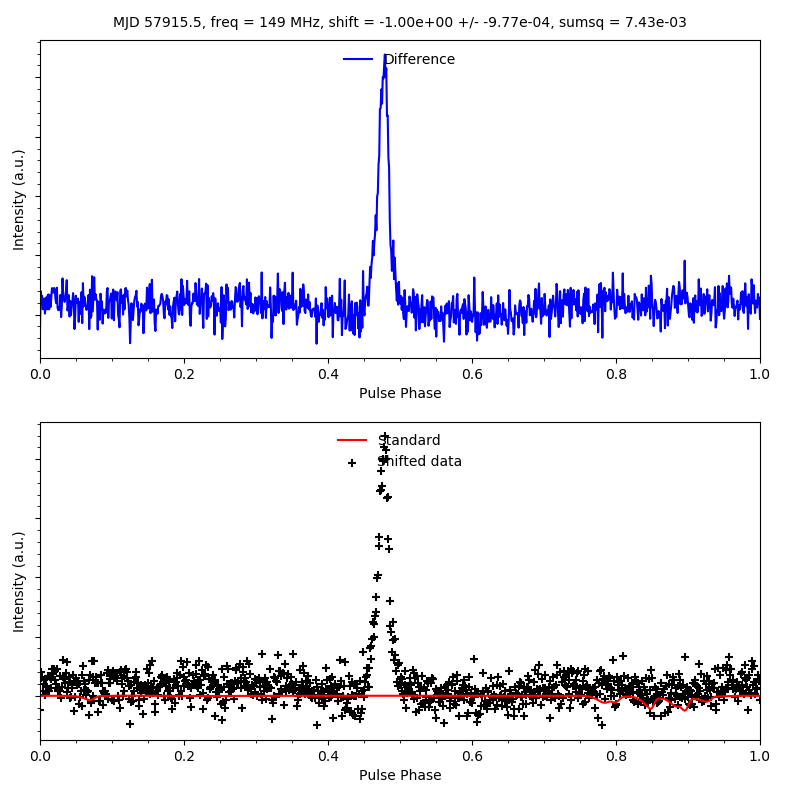 MJD 57915.5, freq = 149 MHz, shift = -1.00e+00 +/- -9.77e-04, sumsq = 7.43e-03
Difference
Intensity (a.u.)
0.0 0.2 0.4 0.6 0.8 1.0
Pulse Phase
Standard
Shifted data
Intensity (a.u.)
0.0 0.2 0.4 0.6 0.8 1.0
Pulse Phase